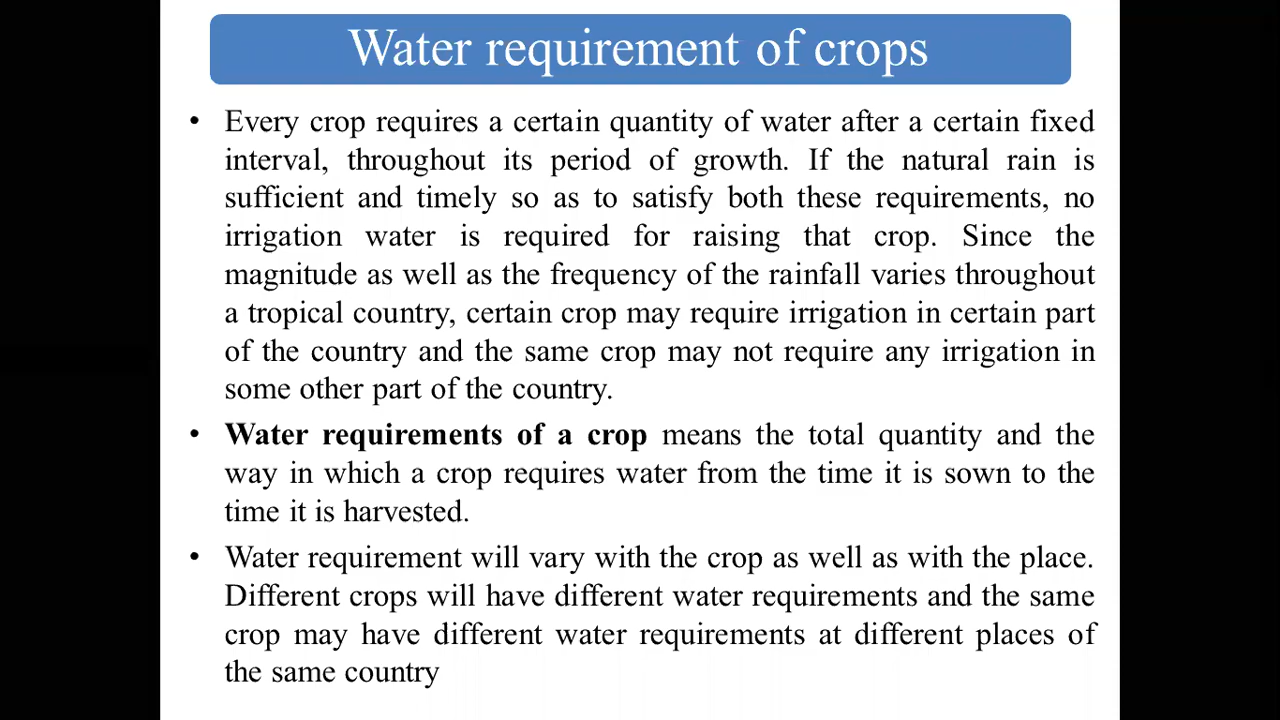 Water requirement of crops
• Every crop requires a certain quantity of water after a certain fixed
interval, throughout its period of growth. If the natural rain is
sufficient and timely so as to satisfy both these requirements, no
irrigation water is required for raising that crop. Since the
magnitude as well as the frequency of the rainfall varies throughout
a tropical country, certain crop may require irrigation in certain part
of the country and the same crop may not require any irrigation in
some other part of the country.
• Water requirements of a crop means the total quantity and the
way in which a crop requires water from the time it is sown to the
time it is harvested.
• Water requirement will vary with the crop as well as with the place.
Different crops will have different water requirements and the same
crop may have different water requirements at different places of
the same country